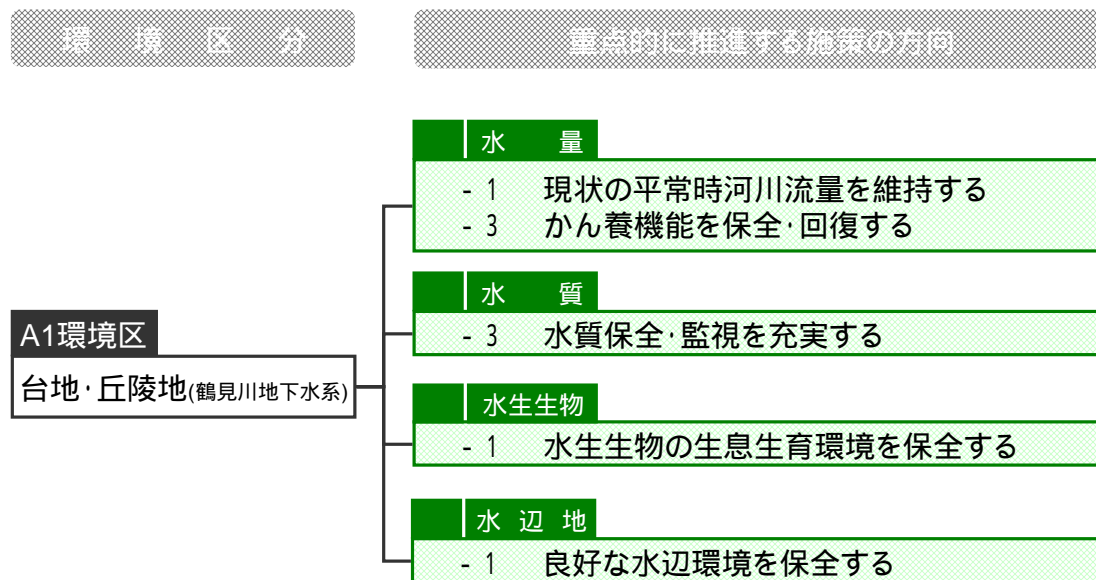 環境区分
重点的に推進する施策の方向
水量
- 1 現状の平常時河川流量を維持する
- 3 かん養機能を保全・回復する
水質
- 3 水質保全・監視を充実する
A1環境区
台地・丘陵地(鶴見川地下水系)
水生生物
- 1 水生生物の生息生育環境を保全する
水辺地
- 1 良好な水辺環境を保全する